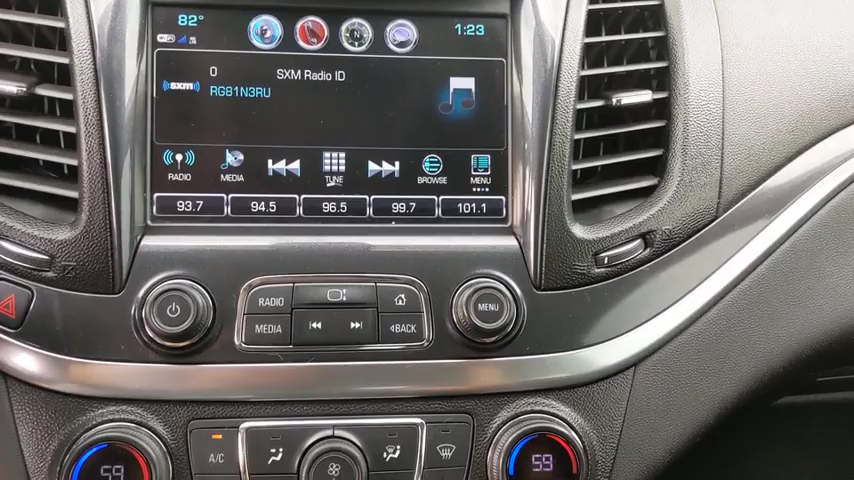 82°
1:23
N
0 SXM Radio ID
((sxm))
RG81N3RU
RADIO MEDIA TUNE BROWSE MENU
93.7 94.5 96.5 99.7 101.1
RADIO
MEDIA
BACK
MENU
A/C
59
59